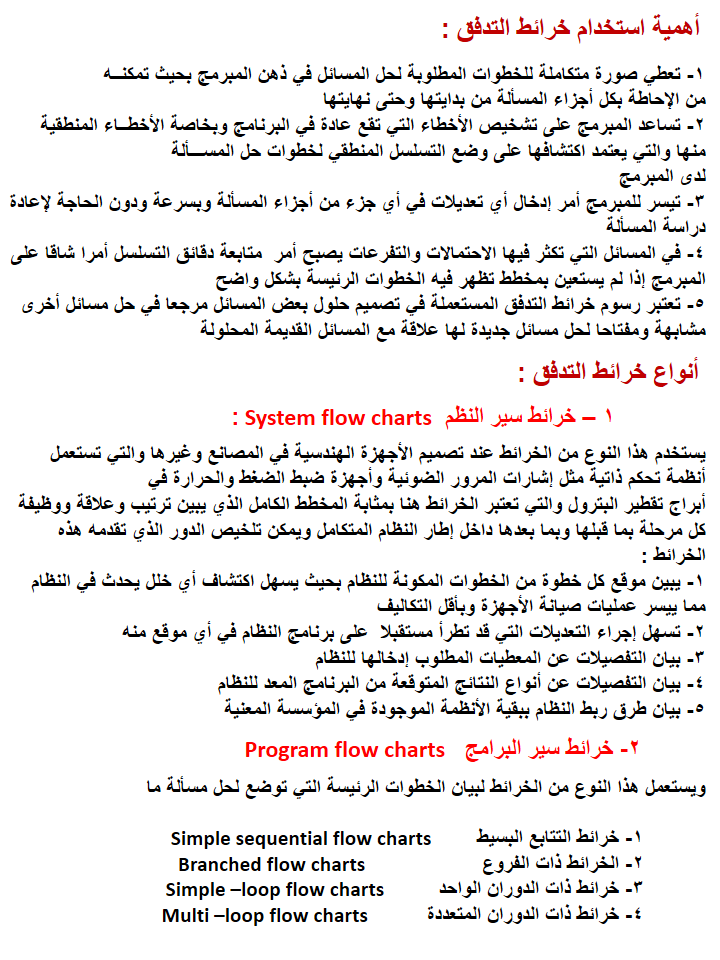 أهمية استخدام خرائط التدفق :
١- تعطي صورة متكاملة للخطوات المطلوبة لحل المسائل في ذهن المبرمج بحيث تمكنــه
من الإحاطة بكل أجزاء المسألة من بدايتها وحتى نهايتها
٢- تساعد المبرمج على تشخيص الأخطاء التي تقع عادة في البرنامج وبخاصة الأخطــاء المنطقية
منها والتي يعتمد اكتشافها على وضع التسلسل المنطقي لخطوات حل المســـألة
لدى المبرمج
٣- تيسر للمبرمج أمر إدخال أي تعديلات في أي جزء من أجزاء المسألة وبسرعة ودون الحاجة لإعادة
دراسة المسألة
٤- في المسائل التي تكثر فيها الاحتمالات والتفرعات يصبح أمر متابعة دقائق التسلسل أمرا شاقا على
المبرمج إذا لم يستعين بمخطط تظهر فيه الخطوات الرئيسة بشكل واضح
٥- تعتبر رسوم خرائط التدفق المستعملة في تصميم حلول بعض المسائل مرجعا في حل مسائل أخرى
مشابهة ومفتاحا لحل مسائل جديدة لها علاقة مع المسائل القديمة المحلولة
أنواع خرائط التدفق :
١ – خرائط سير النظم System flow charts :
يستخدم هذا النوع من الخرائط عند تصميم الأجهزة الهندسية في المصانع وغيرها والتي تستعمل
أنظمة تحكم ذاتية مثل إشارات المرور الضوئية وأجهزة ضبط الضغط والحرارة في
أبراج تقطير البترول والتي تعتبر الخرائط هنا بمثابة المخطط الكامل الذي يبين ترتيب وعلاقة ووظيفة
كل مرحلة بما قبلها وبما بعدها داخل إطار النظام المتكامل ويمكن تلخيص الدور الذي تقدمه هذه
الخرائط :
١- يبين موقع كل خطوة من الخطوات المكونة للنظام بحيث يسهل اكتشاف أي خلل يحدث في النظام
مما ييسر عمليات صيانة الأجهزة وبأقل التكاليف
٢- تسهل إجراء التعديلات التي قد تطرأ مستقبلا على برنامج النظام في أي موقع منه
٣- بيان التفصيلات عن المعطيات المطلوب إدخالها للنظام
٤- بيان التفصيلات عن أنواع النتائج المتوقعة من البرنامج المعد للنظام
٥- بيان طرق ربط النظام ببقية الأنظمة الموجودة في المؤسسة المعنية
٢- خرائط سير البرامج Program flow charts
ويستعمل هذا النوع من الخرائط لبيان الخطوات الرئيسة التي توضع لحل مسألة ما
١- خرائط التتابع البسيط Simple sequential flow charts
٢- الخرائط ذات الفروع Branched flow charts
٣- خرائط ذات الدوران الواحد Simple –loop flow charts
٤- خرائط ذات الدوران المتعددة Multi –loop flow charts